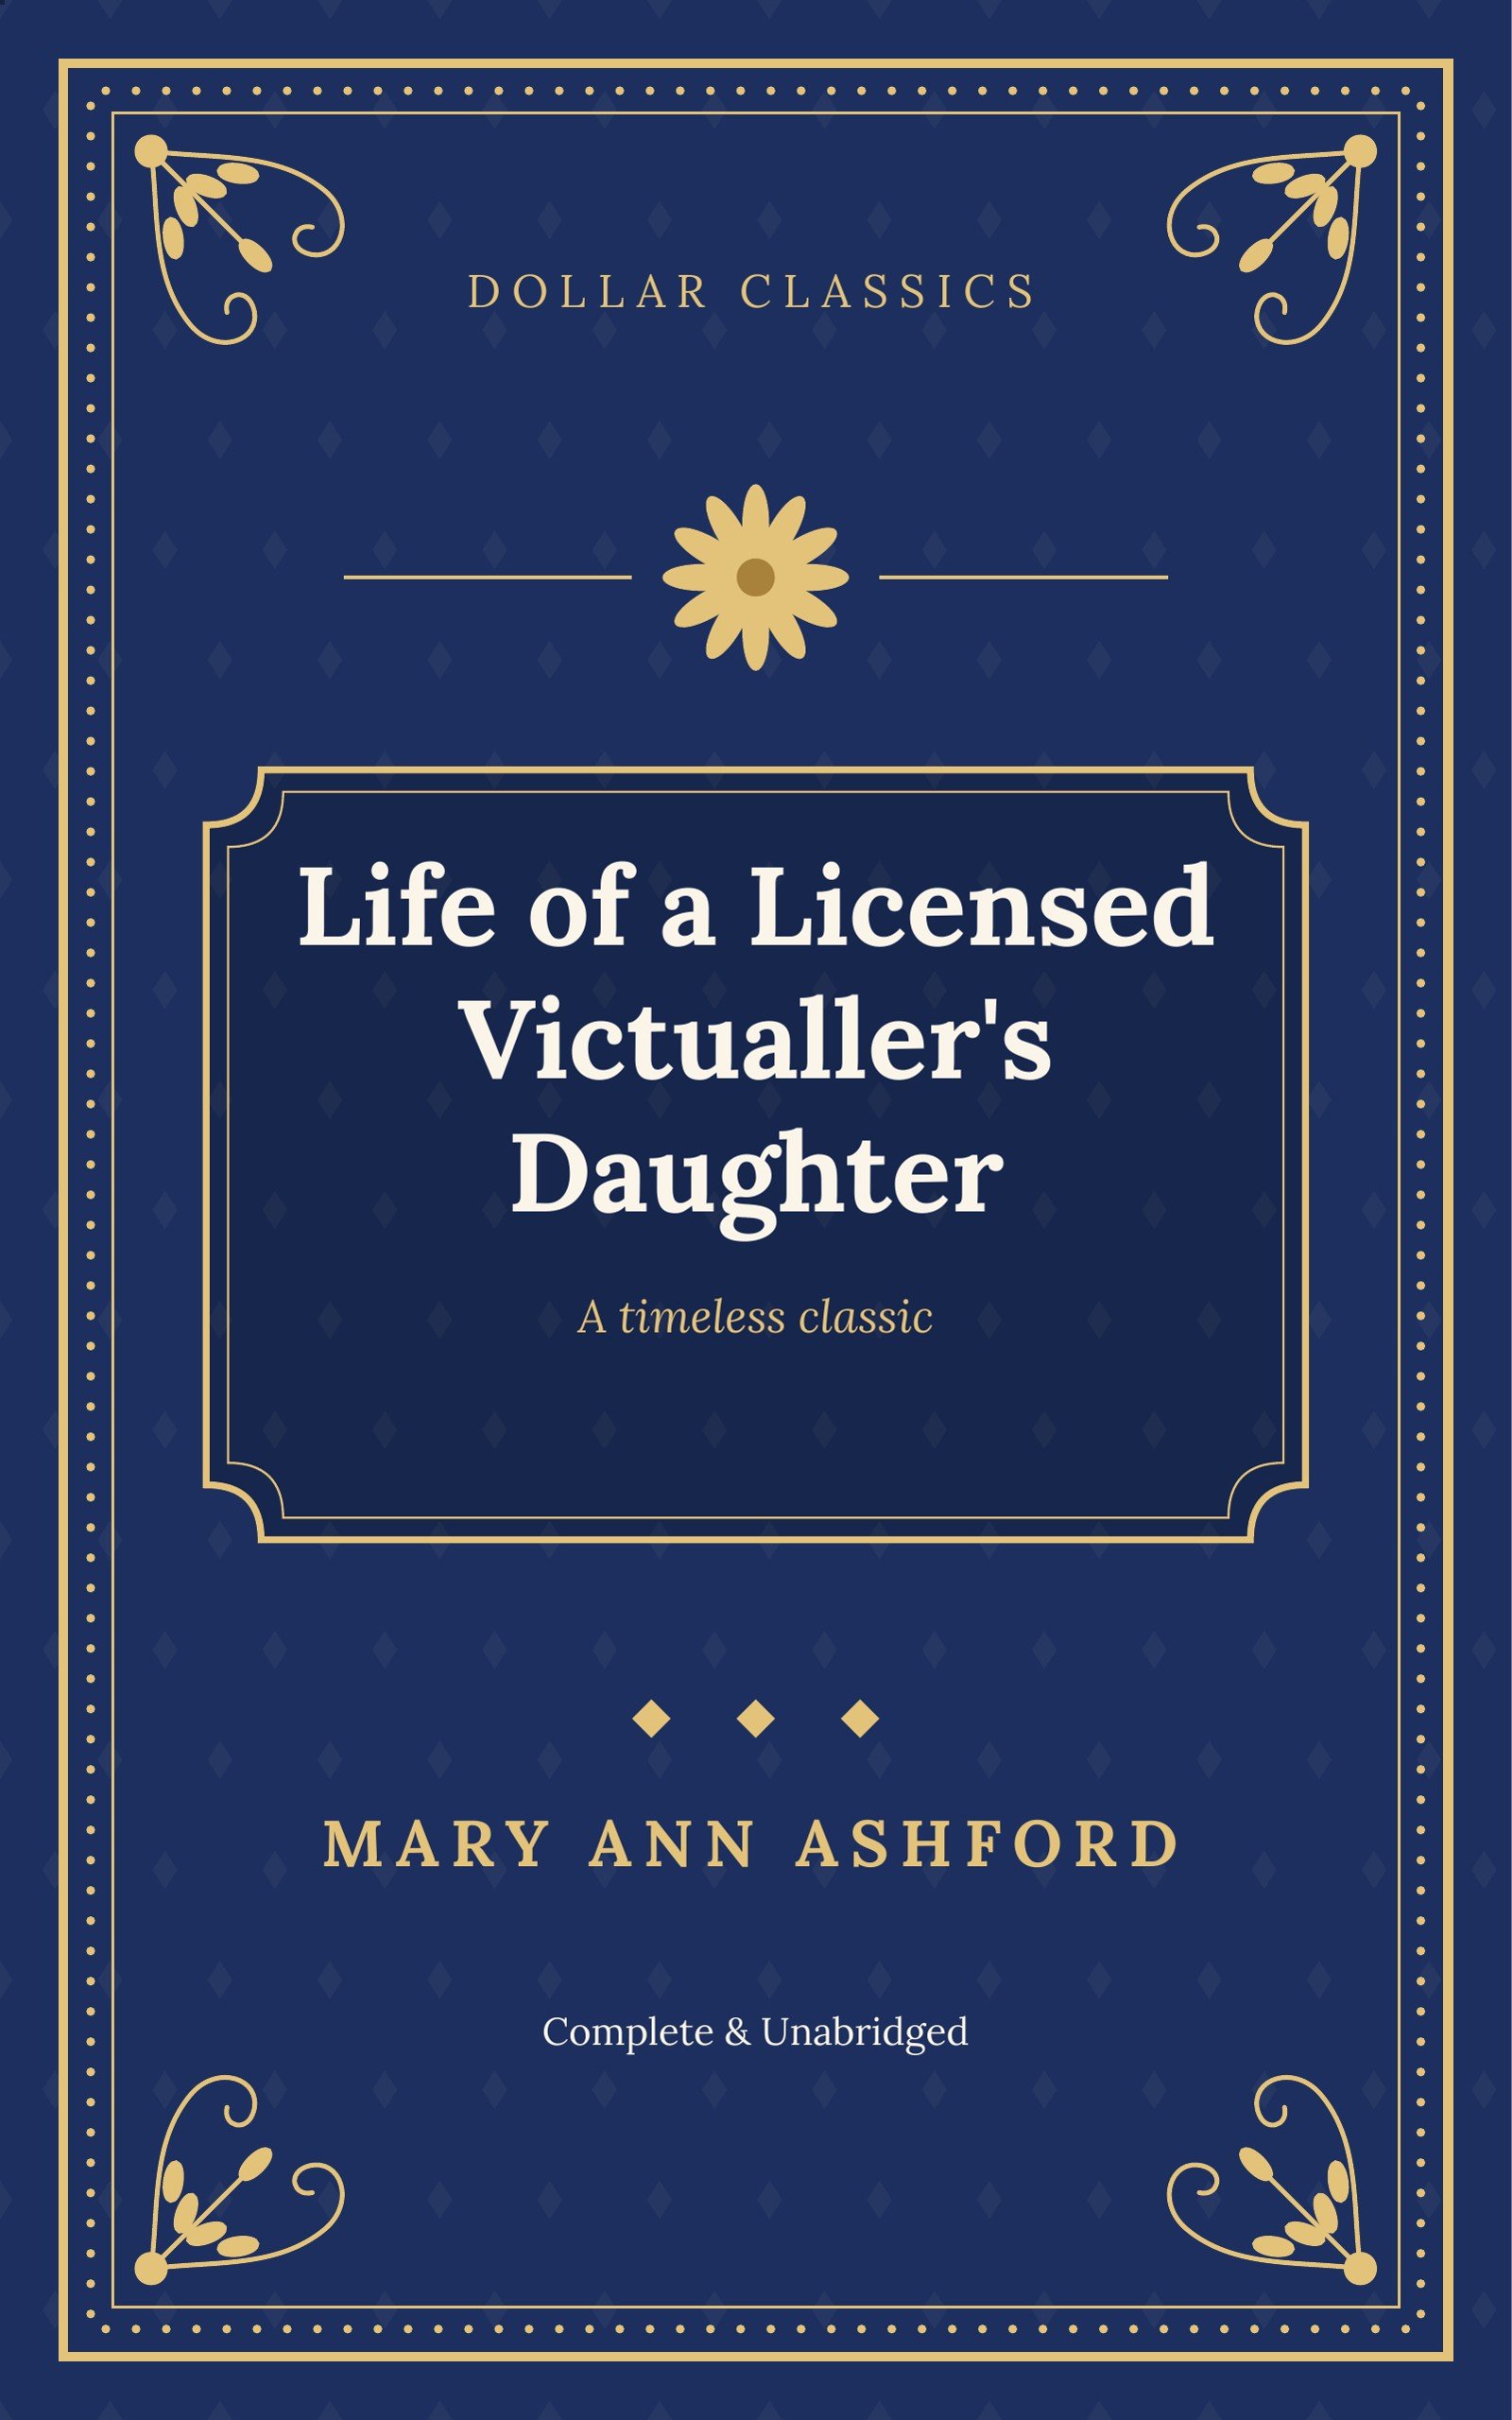 DOLLAR CLASSICS
Life of a Licensed
Victualler's
Daughter
A timeless classic
MARY ANN ASHFORD
Complete & Unabridged